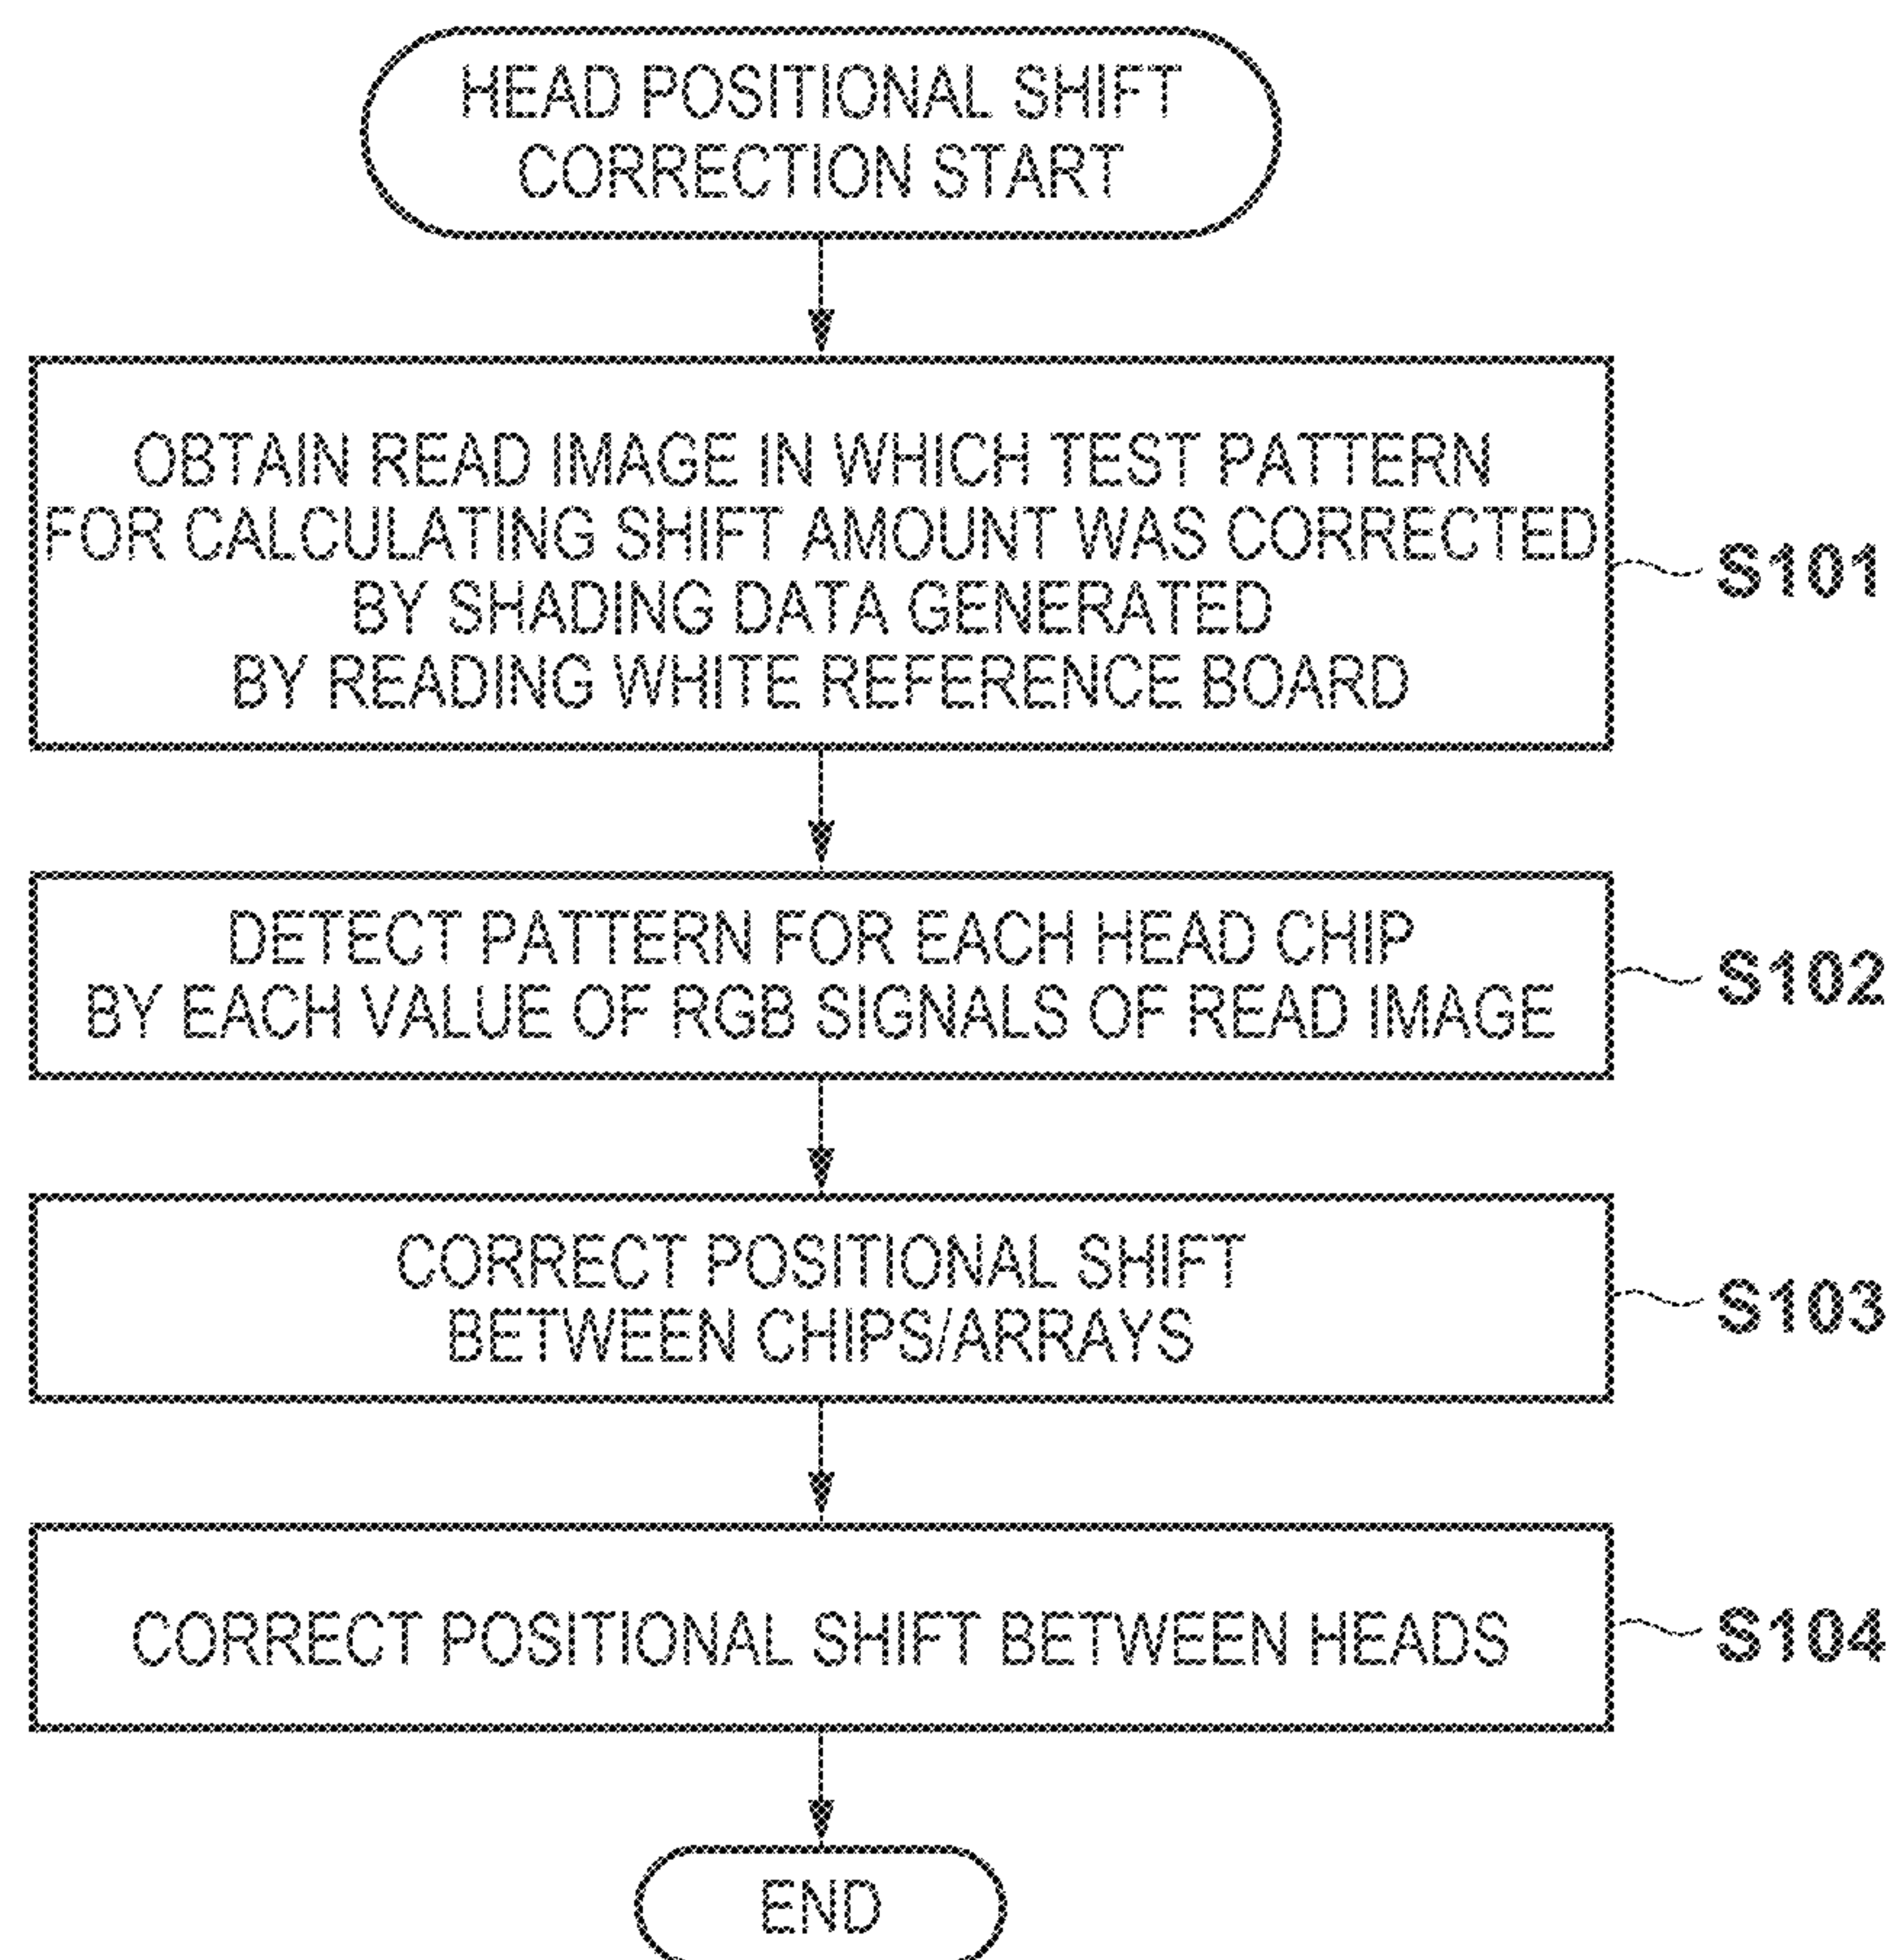 HEAD POSITIONAL SHIFT
CORRECTION START
OBTAIN READ IMAGE IN WHICH TEST PATTERN
FOR CALCULATING SHIFT AMOUNT WAS CORRECTED
BY SHADING DATA GENERATED
BY READING WHITE REFERENCE BOARD
S101
DETECT PATTERN FOR EACH HEAD CHIP
BY EACH VALUE OF RGB SIGNALS OF READ IMAGE
S102
CORRECT POSITIONAL SHIFT
BETWEEN CHIPS/ARRAYS
S103
CORRECT POSITIONAL SHIFT BETWEEN HEADS
S104
END